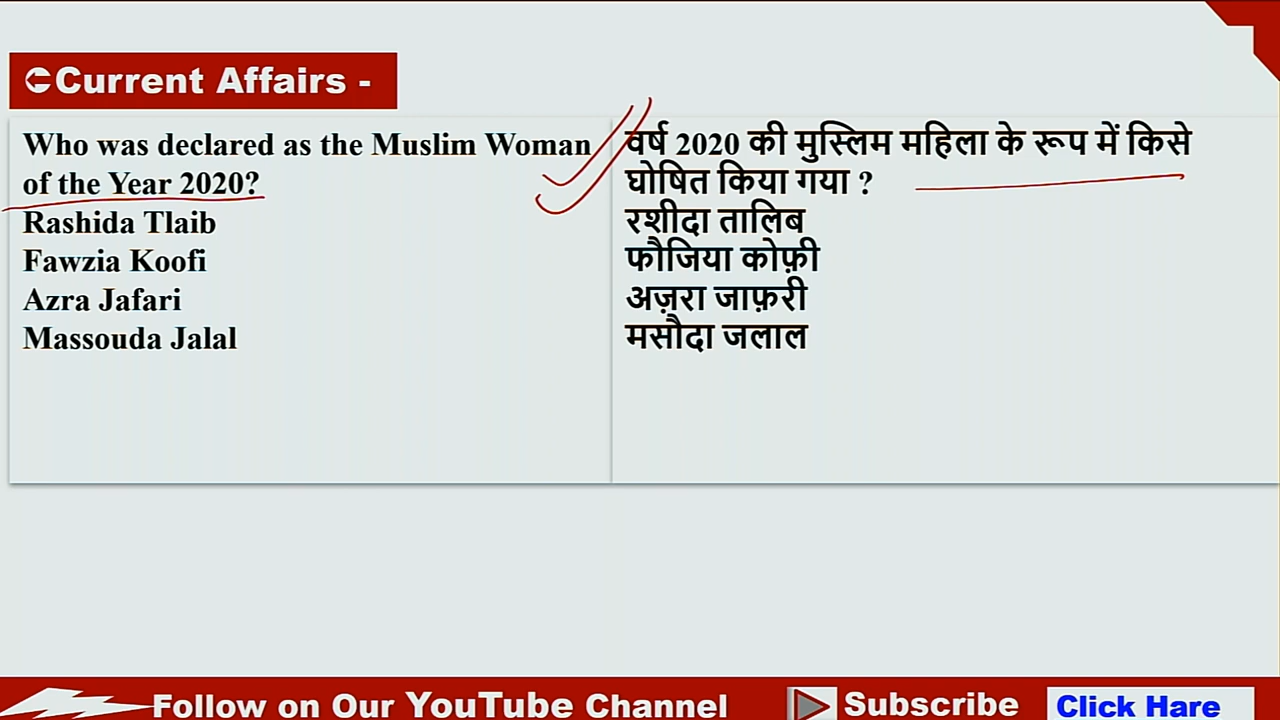 Current Affairs -
Who was declared as the Muslim Woman
of the Year 2020?
Rashida Tlaib
Fawzia Koofi
Azra Jafari
Massouda Jalal
वर्ष 2020 की मुस्लिम महिला के रूप में किसे
घोषित किया गया ?
रशीदा तालिब
फौजिया कोफ़ी
अज़रा जाफ़री
मसौदा जलाल
Follow on Our YouTube Channel
Subscribe
Click Hare